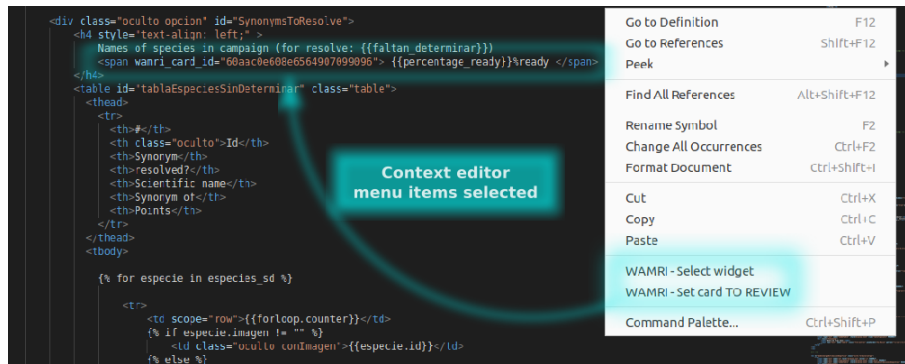 <div class="oculto opcion" id="SynonymsToResolve">
<h4 style="text-align: left;" >
Names of species in campaign (for resolve: {{faltan_determinar}})
<span wamri_card_id="60aac0e608e6564907099096"> {{percentage_ready}}%ready </span>
</h4>
<table id="tablaEspeciesSinDeterminar" class="table">
<thead>
<tr>
<th>#</th>
<th class="oculto">Id</th>
<th>Synonym</th>
<th>resolved?</th>
<th>Scientific name</th>
<th>Synonym of</th>
<th>Points</th>
</tr>
</thead>
<tbody>
{% for especie in especies_sd %}
<tr>
<td scope="row">{{forloop.counter}}</td>
{% if especie.imagen != "" %}
<td class="oculto conImagen">{{especie.id}}</td>
{% else %}
Context editor
menu items selected
Go to Definition F12
Go to References Shift+F12
Peek
Find All References Alt+Shift+F12
Rename Symbol F2
Change All Occurrences Ctrl+F2
Format Document Ctrl+Shift+I
Cut Ctrl+X
Copy Ctrl+C
Paste Ctrl+V
WAMRI - Select widget
WAMRI - Set card TO REVIEW
Command Palette... Ctrl+Shift+P